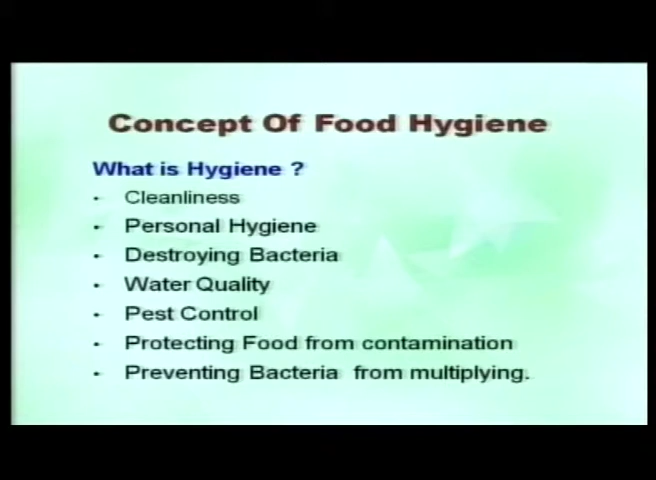 Concept Of Food Hygiene
What is Hygiene ?
• Cleanliness
• Personal Hygiene
• Destroying Bacteria
• Water Quality
• Pest Control
• Protecting Food from contamination
• Preventing Bacteria from multiplying.